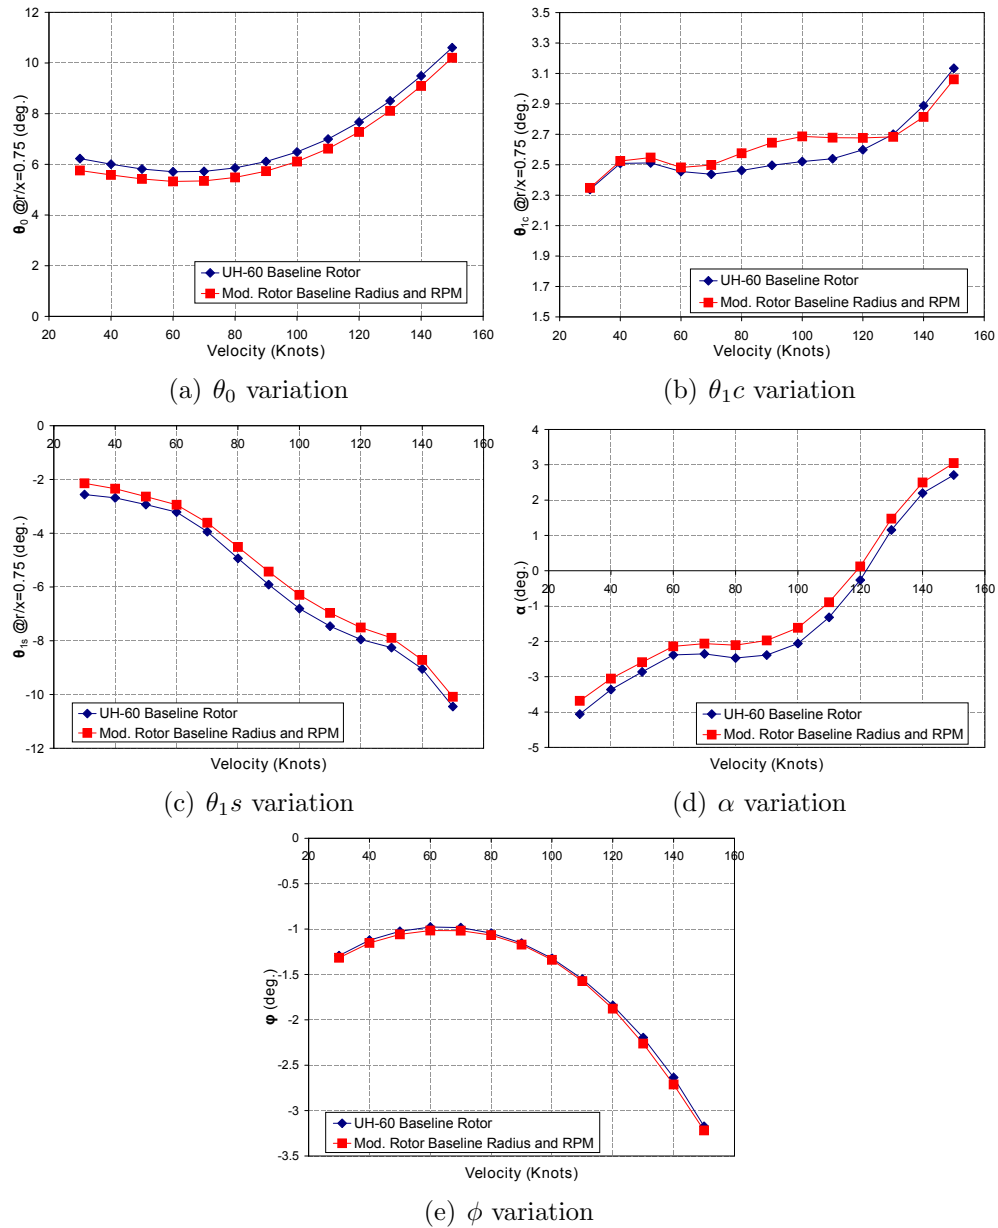 12
10
8
6
4
2
0
20 40 60 80 100 120 140 160
θ0 @r/x=0.75 (deg.)
Velocity (Knots)
UH-60 Baseline Rotor
Mod. Rotor Baseline Radius and RPM
(a) θ0 variation
3.5
3.3
3.1
2.9
2.7
2.5
2.3
2.1
1.9
1.7
1.5
20 40 60 80 100 120 140 160
θ1c @r/x=0.75 (deg.)
Velocity (Knots)
UH-60 Baseline Rotor
Mod. Rotor Baseline Radius and RPM
(b) θ1c variation
0
-2
-4
-6
-8
-10
-12
20 40 60 80 100 120 140 160
θ1s @r/x=0.75 (deg.)
UH-60 Baseline Rotor
Mod. Rotor Baseline Radius and RPM
Velocity (Knots)
(c) θ1s variation
4
3
2
1
0
-1
-2
-3
-4
-5
20 40 60 80 100 120 140 160
α (deg.)
UH-60 Baseline Rotor
Mod. Rotor Baseline Radius and RPM
Velocity (Knots)
(d) α variation
0
-0.5
-1
-1.5
-2
-2.5
-3
-3.5
20 40 60 80 100 120 140 160
φ (deg.)
UH-60 Baseline Rotor
Mod. Rotor Baseline Radius and RPM
Velocity (Knots)
(e) ϕ variation